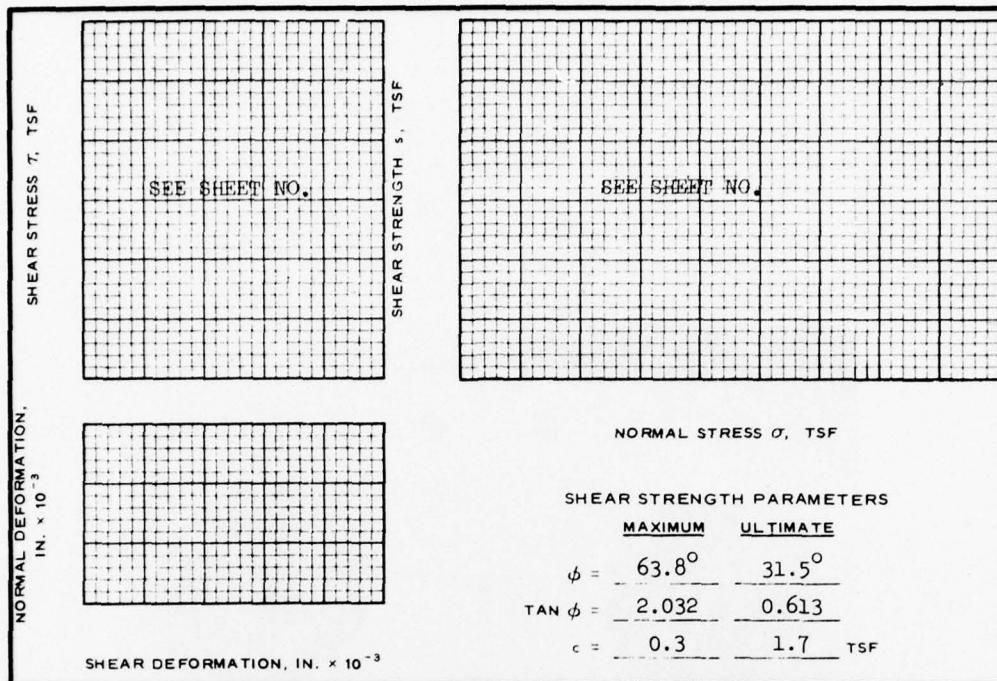 SHEAR STRESS τ, TSF
SEE SHEET NO.
SHEAR STRENGTH s, TSF
SEE SHEET NO.
NORMAL STRESS σ, TSF
NORMAL DEFORMATION,
IN. × 10⁻³
SHEAR DEFORMATION, IN. × 10⁻³
SHEAR STRENGTH PARAMETERS
MAXIMUM ULTIMATE
ϕ = 63.8° 31.5°
TAN ϕ = 2.032 0.613
c = 0.3 1.7 TSF